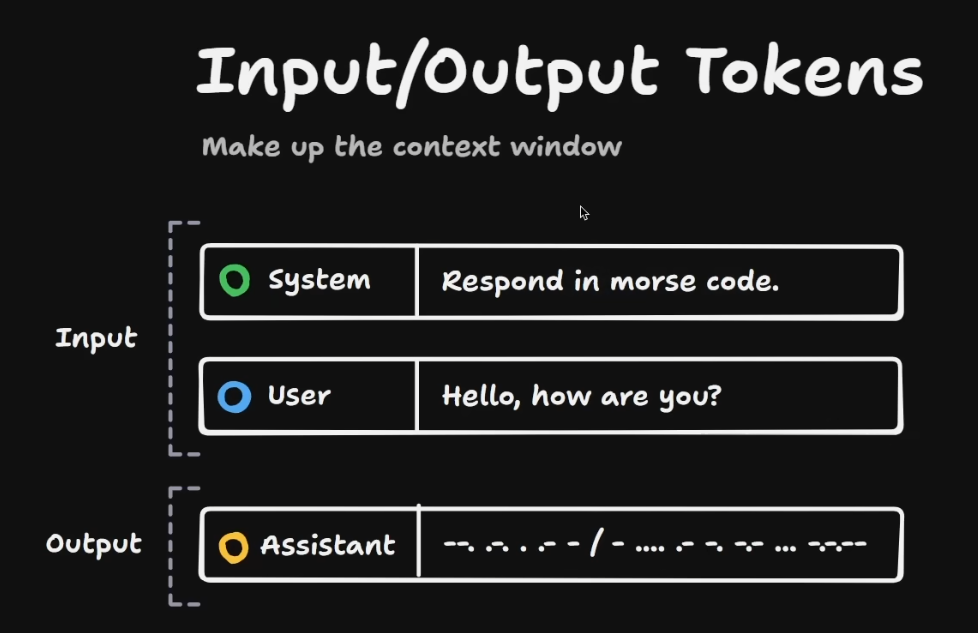 Input/Output Tokens
Make up the context window
Input
System
Respond in morse code.
User
Hello, how are you?
Output
Assistant
--. .-. . .- - / - .... .- -. -.- ... -.-.--